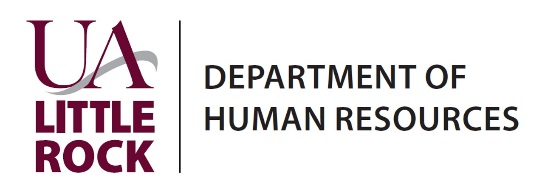 UA
LITTLE
ROCK
DEPARTMENT OF
HUMAN RESOURCES